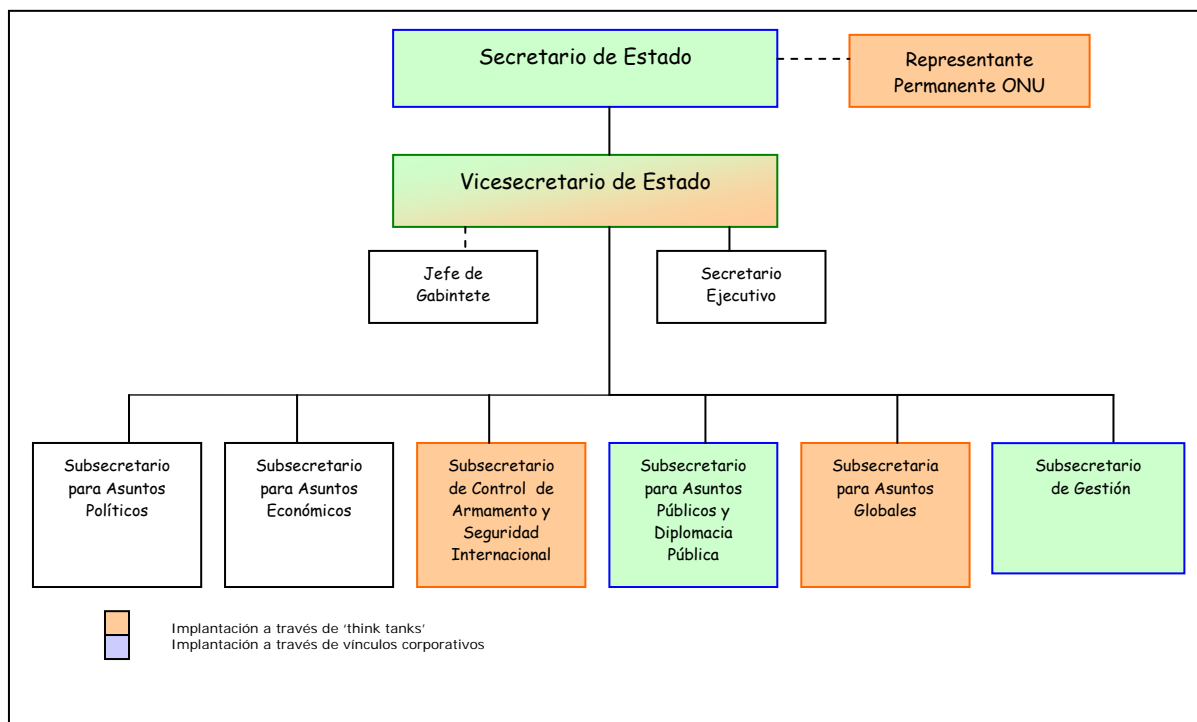 Secretario de Estado
Representante
Permanente ONU
Vicesecretario de Estado
Jefe de
Gabintete
Secretario
Ejecutivo
Subsecretario
para Asuntos
Políticos
Subsecretario
para Asuntos
Económicos
Subsecretario
de Control de
Armamento y
Seguridad
Internacional
Subsecretario
para Asuntos
Públicos y
Diplomacia
Pública
Subsecretaria
para Asuntos
Globales
Subsecretario
de Gestión
Implantación a través de ‘think tanks’
Implantación a través de vínculos corporativos